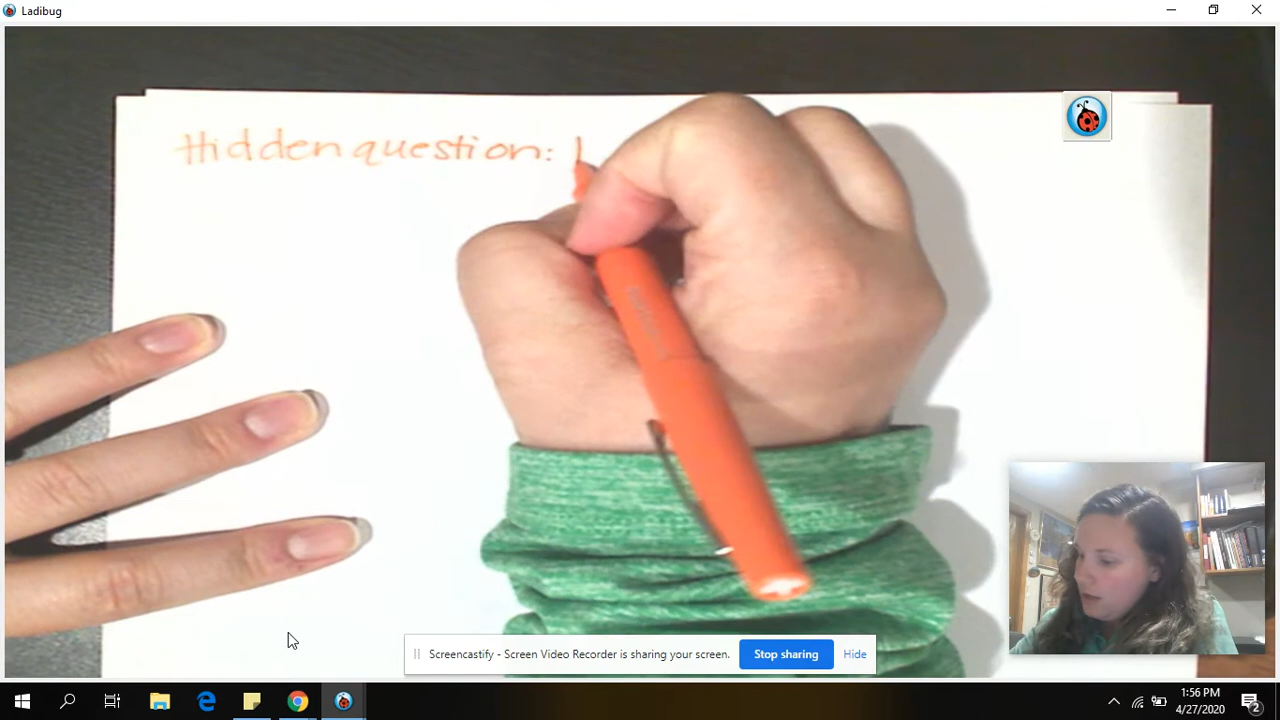 Ladibug
Hidden question:
Screencastify - Screen Video Recorder is sharing your screen.
Stop sharing
Hide
1:56 PM
4/27/2020
2